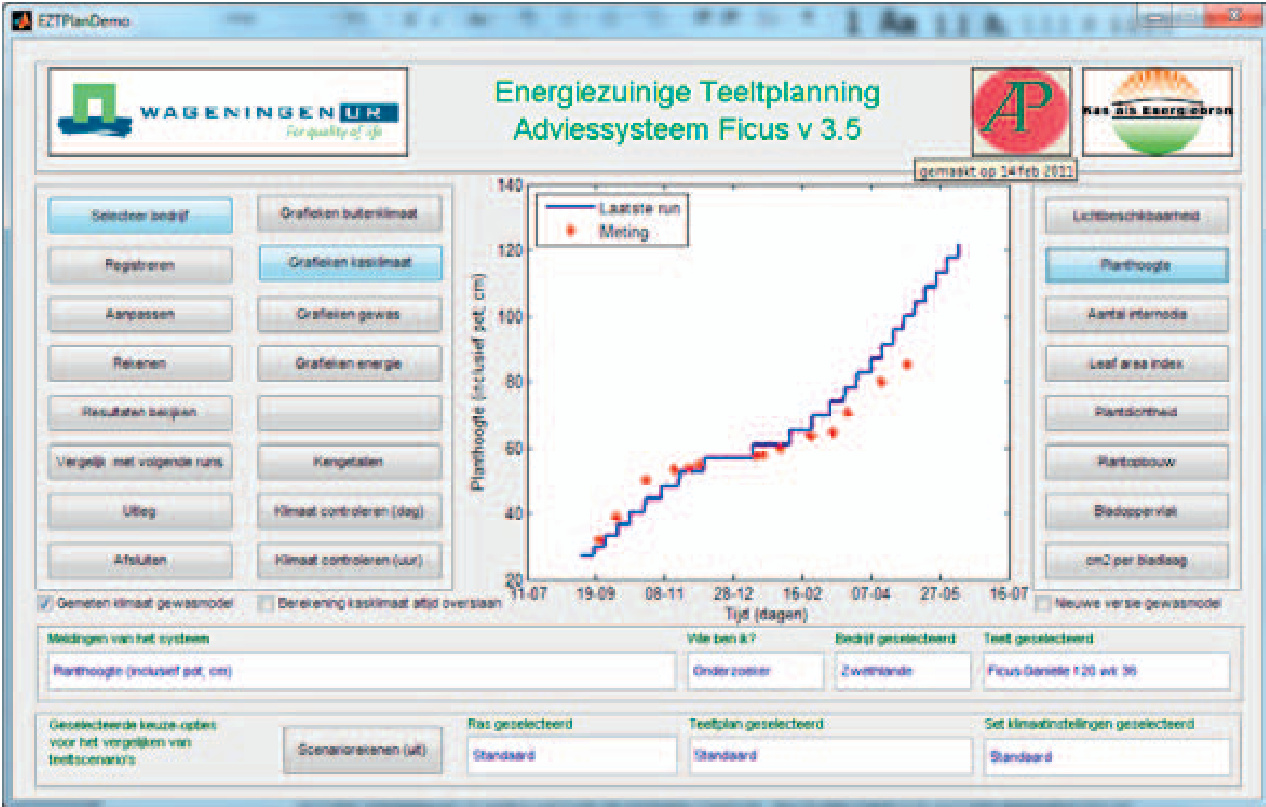 EZTPlanDemo
WAGENINGEN UR
For quality of life
Energiezuinige Teeltplanning
Adviessysteem Ficus v 3.5
AP
Kas als Energiebron
gemaakt op 14 feb 2011
Selecteer bedrijf
Registreren
Aanpassen
Rekenen
Resultaten bekijken
Vergelijk met volgende runs
Uitleg
Afsluiten
Grafieken buitenklimaat
Grafieken kasklimaat
Grafieken gewas
Grafieken energie
Kengetallen
Klimaat controleren (dag)
Klimaat controleren (uur)
Planthoogte (inclusief pot, cm)
140
120
100
80
60
40
20
Laatste run
Meting
11-07 19-09 08-11 28-12 16-02 07-04 27-05 16-07
Tijd (dagen)
Lichtbeschikbaarheid
Planthoogte
Aantal internodia
Leaf area index
Plantdichtheid
Plantopbouw
Bladoppervlak
cm2 per bladlaag
Gemeten klimaat gewasmodel
Berekening kasklimaat altijd overslaan
Nieuwe versie gewasmodel
Meldingen van het systeem
Planthoogte (inclusief pot, cm)
Wie ben ik?
Onderzoeker
Bedrijf geselecteerd
Zwethlande
Teelt geselecteerd
Ficus Danielle 120 wk 36
Geselecteerde keuze-opties
voor het vergelijken van
teeltscenario's
Scenariorekenen (uit)
Ras geselecteerd
Standaard
Teeltplan geselecteerd
Standaard
Set klimaatinstellingen geselecteerd
Standaard